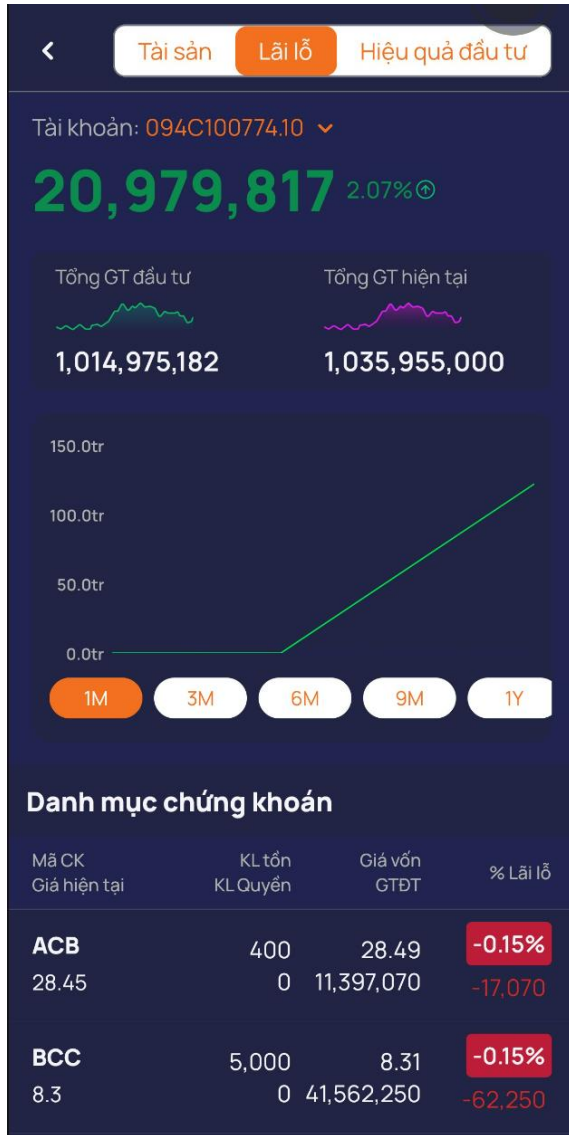 Tài sản Lãi lỗ Hiệu quả đầu tư
Tài khoản: 094C100774.10
20,979,817 2.07%
Tổng GT đầu tư Tổng GT hiện tại
1,014,975,182 1,035,955,000
150.0tr
100.0tr
50.0tr
0.0tr
1M 3M 6M 9M 1Y
Danh mục chứng khoán
Mã CK KL tồn Giá vốn % Lãi lỗ
Giá hiện tại KL Quyền GTĐT
ACB 400 28.49 -0.15%
28.45 0 11,397,070 -17,070
BCC 5,000 8.31 -0.15%
8.3 0 41,562,250 -62,250